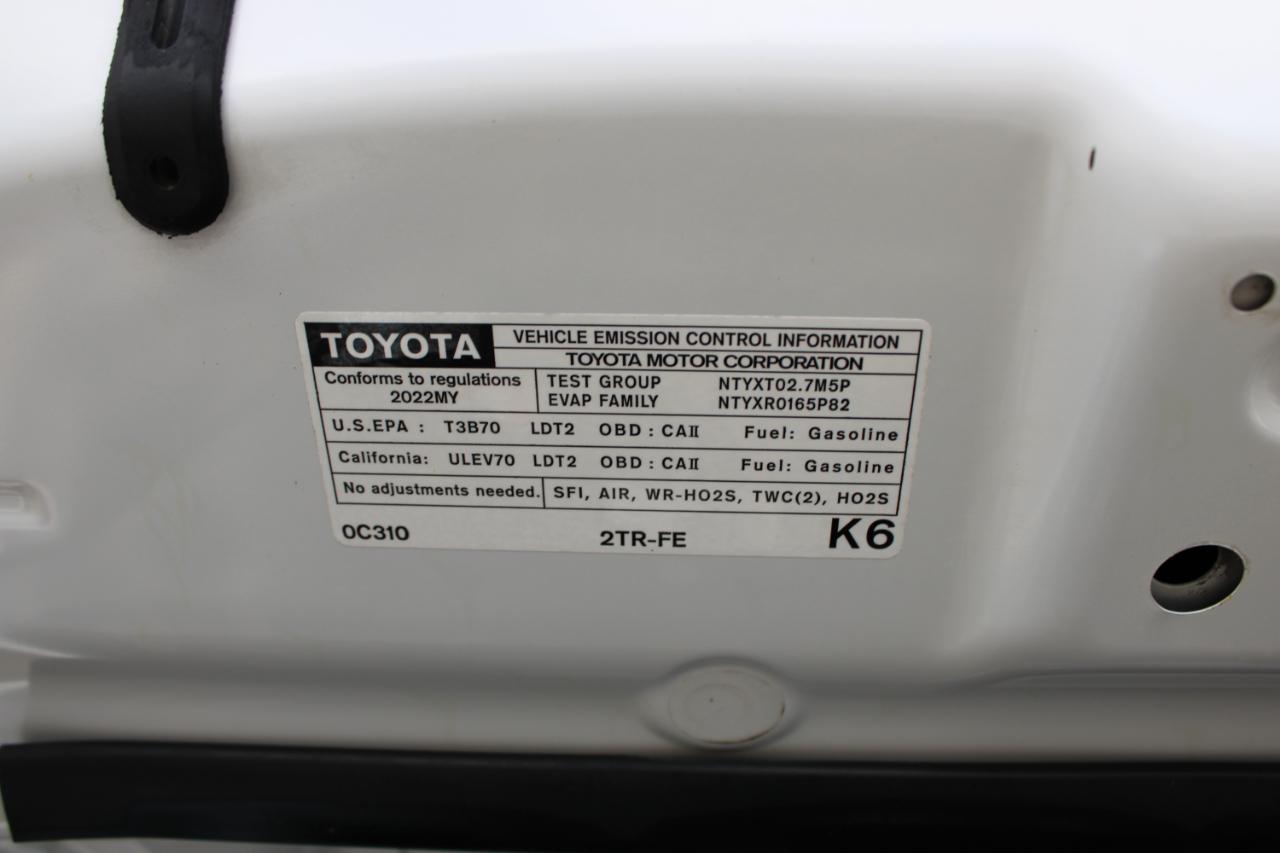 TOYOTA VEHICLE EMISSION CONTROL INFORMATION
TOYOTA MOTOR CORPORATION
Conforms to regulations
2022MY
TEST GROUP NTYXT02.7M5P
EVAP FAMILY NTYXR0165P82
U.S.EPA : T3B70 LDT2 OBD : CAII Fuel: Gasoline
California: ULEV70 LDT2 OBD : CAII Fuel: Gasoline
No adjustments needed. SFI, AIR, WR-HO2S, TWC(2), HO2S
0C310 2TR-FE K6